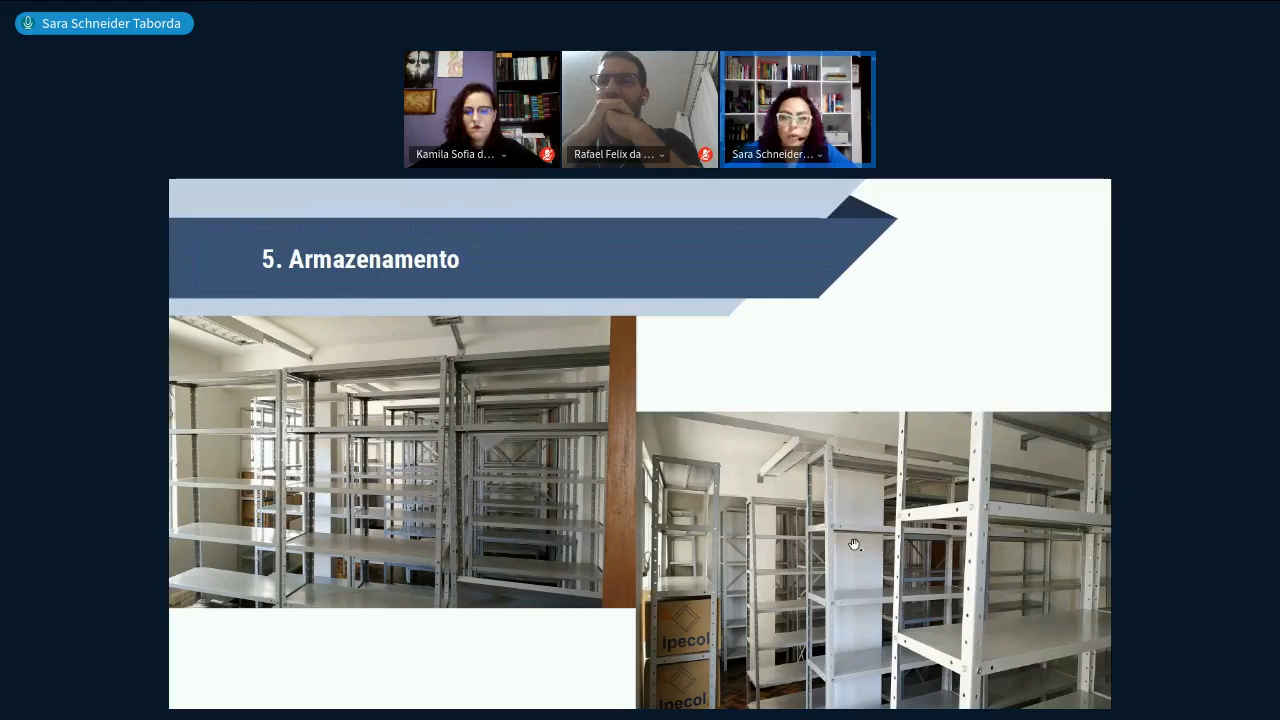 Sara Schneider Taborda
Kamila Sofia d...
Rafael Felix da ...
Sara Schneider...
5. Armazenamento
Ipecol
Ipecol